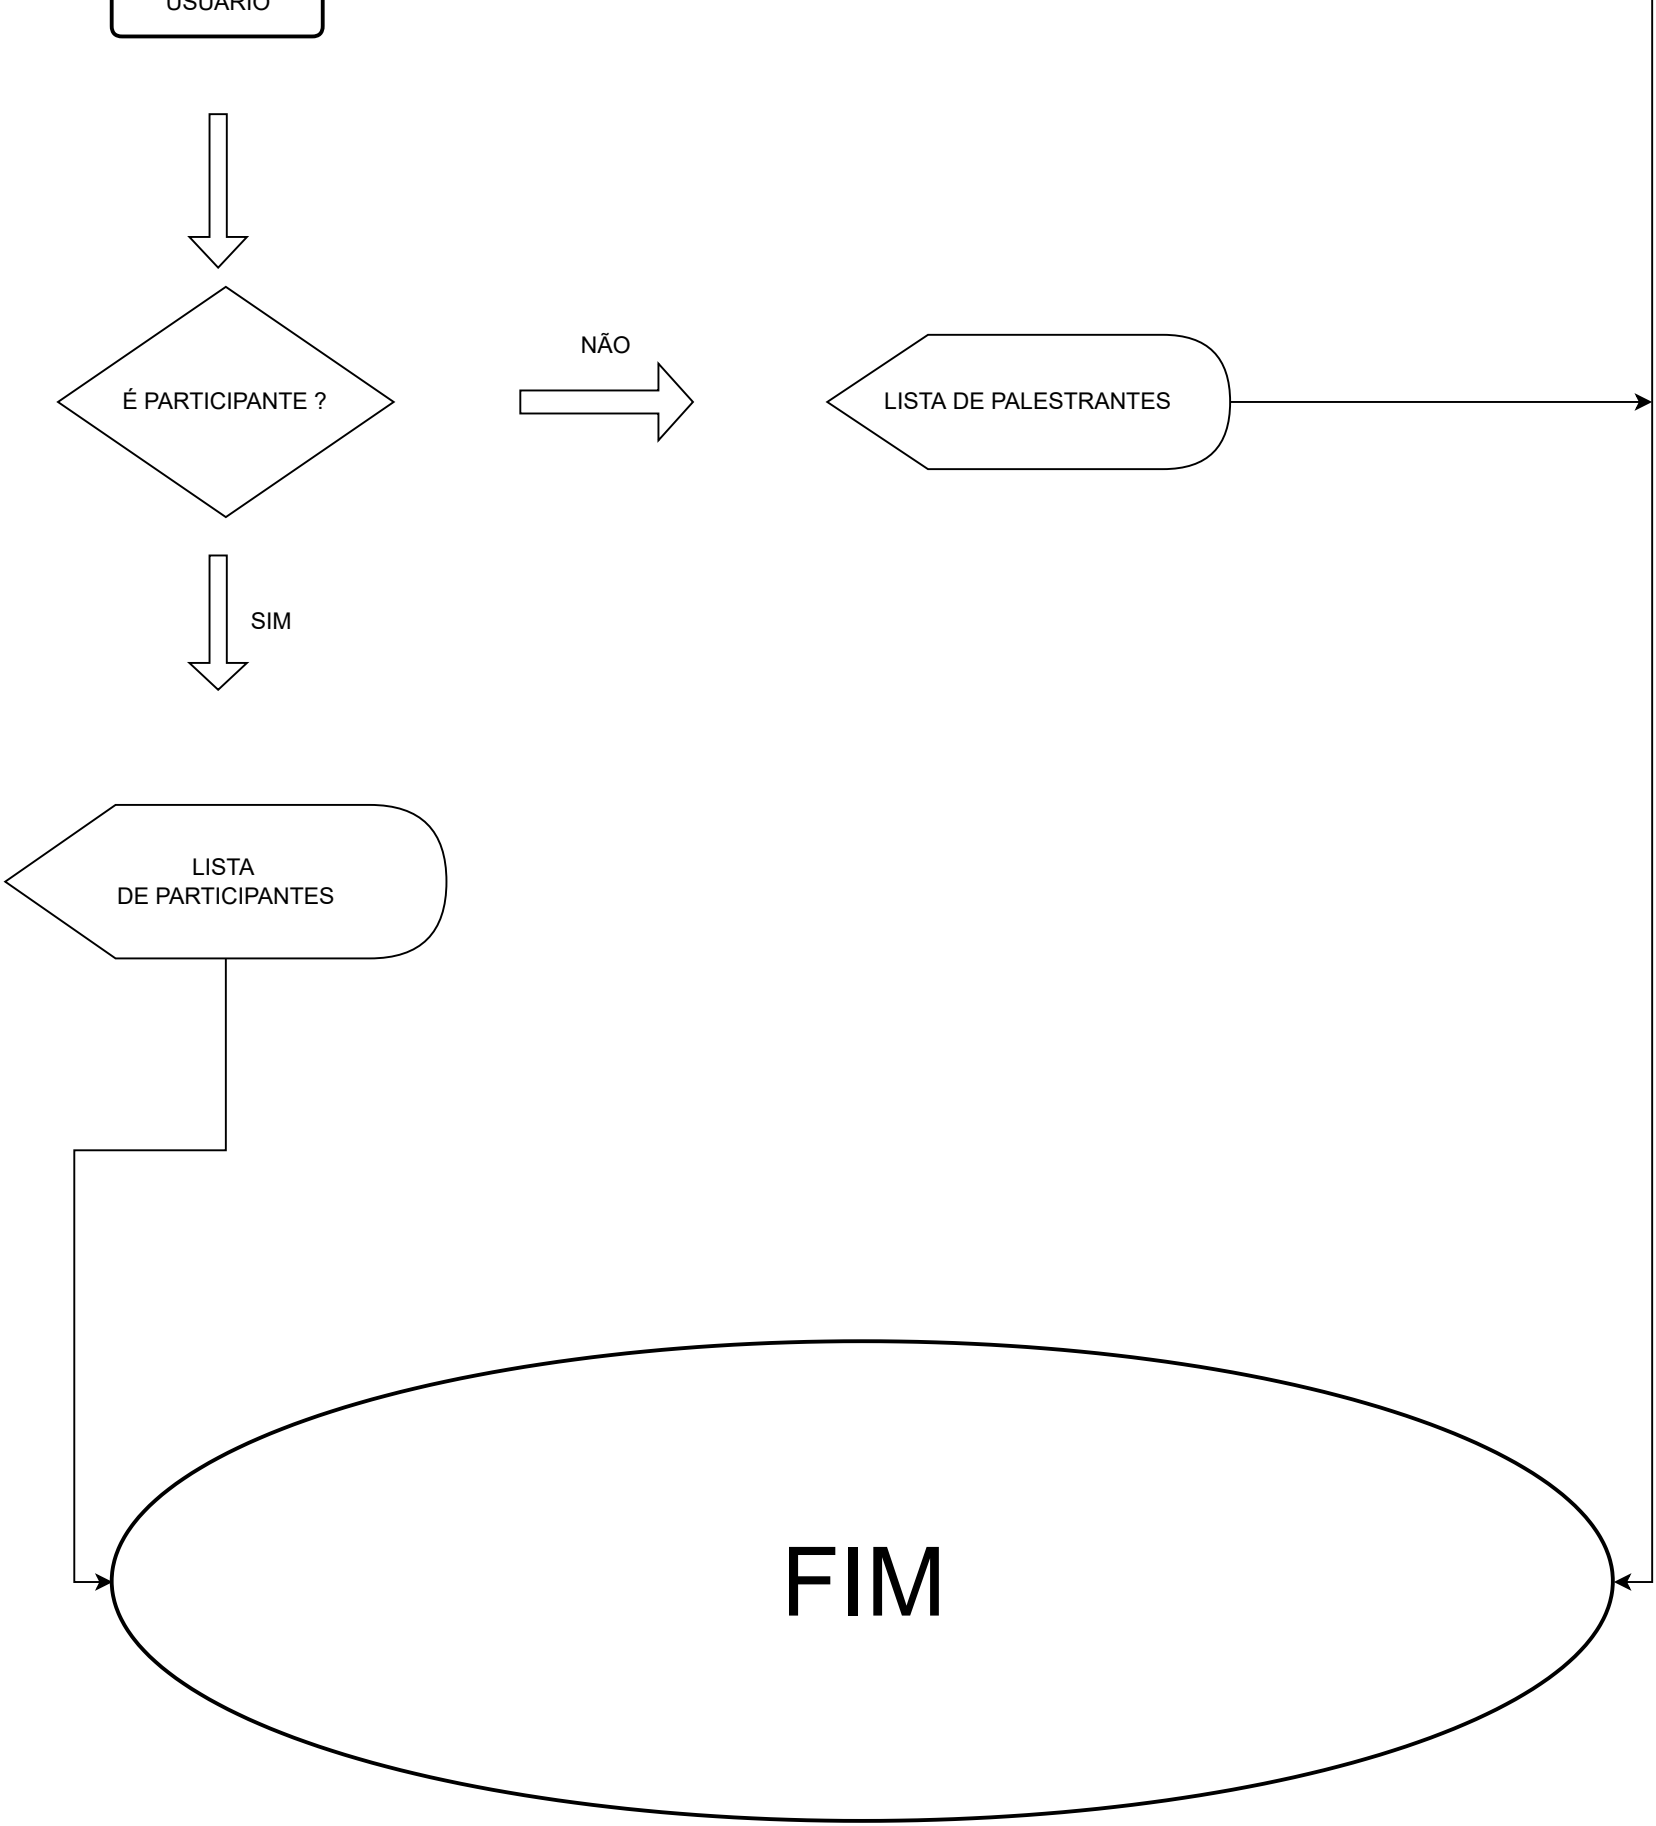 USUÁRIO
É PARTICIPANTE ?
NÃO
LISTA DE PALESTRANTES
SIM
LISTA
DE PARTICIPANTES
FIM